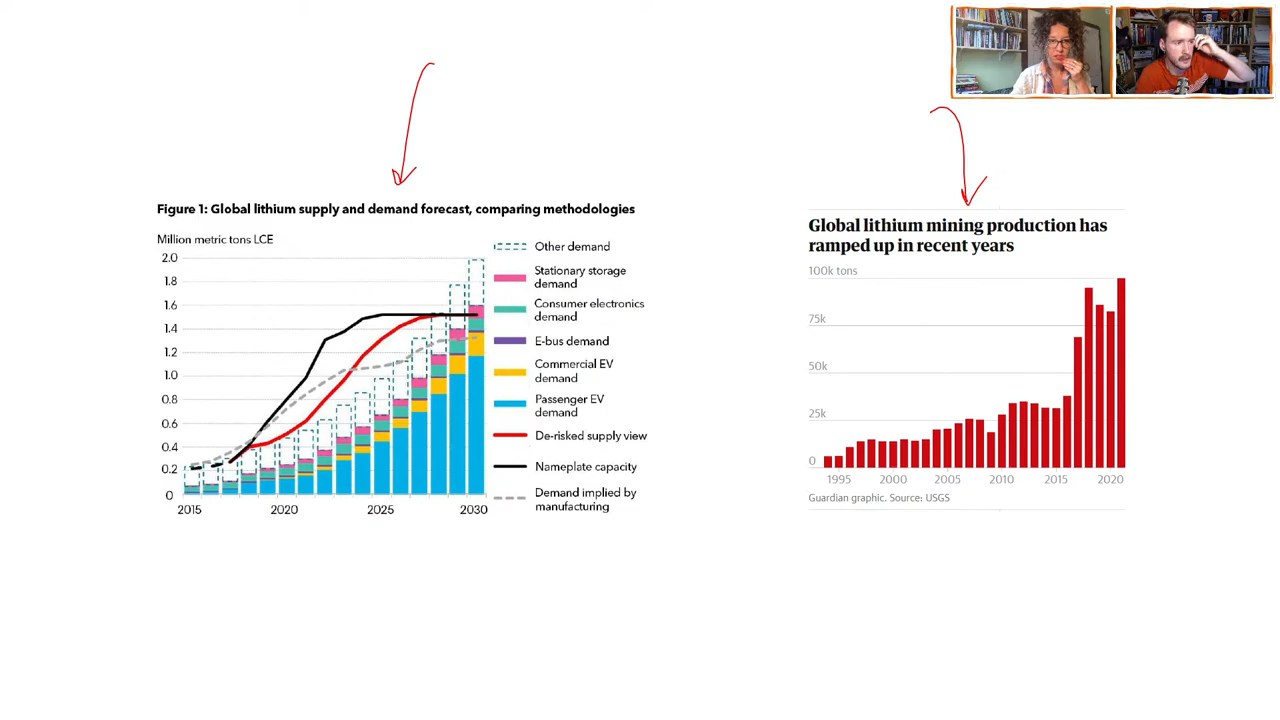 Figure 1: Global lithium supply and demand forecast, comparing methodologies
Million metric tons LCE
2.0
1.8
1.6
1.4
1.2
1.0
0.8
0.6
0.4
0.2
0
2015
2020
2025
2030
Other demand
Stationary storage
demand
Consumer electronics
demand
E-bus demand
Commercial EV
demand
Passenger EV
demand
De-risked supply view
Nameplate capacity
Demand implied by
manufacturing
Global lithium mining production has
ramped up in recent years
100k tons
75k
50k
25k
0
1995
2000
2005
2010
2015
2020
Guardian graphic. Source: USGS